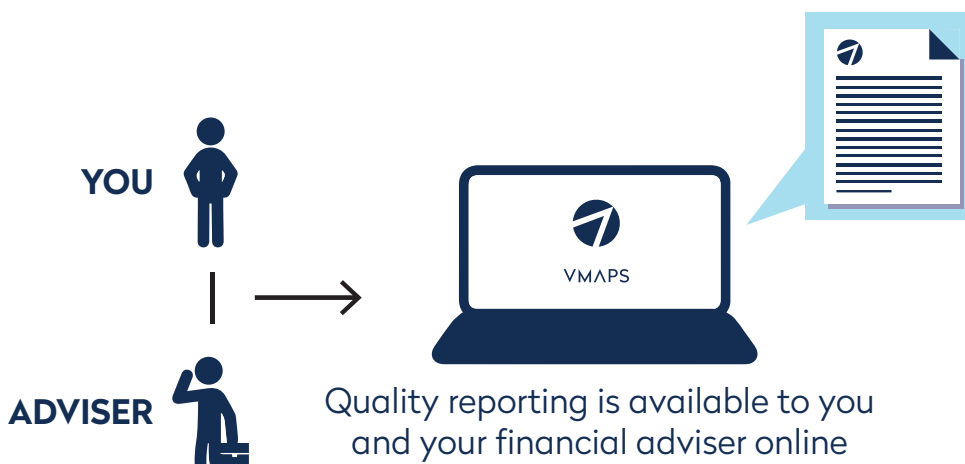 YOU
VMAPS
ADVISER
Quality reporting is available to you
and your financial adviser online